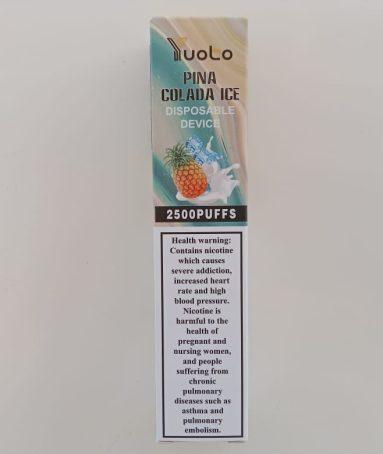 YuoLo
PINA
COLADA ICE
DISPOSABLE
DEVICE
2500PUFFS
Health warning:
Contains nicotine
which causes
severe addiction,
increased heart
rate and high
blood pressure.
Nicotine is
harmful to the
health of
pregnant and
nursing women,
and people
suffering from
chronic
pulmonary
diseases such as
asthma and
pulmonary
embolism.